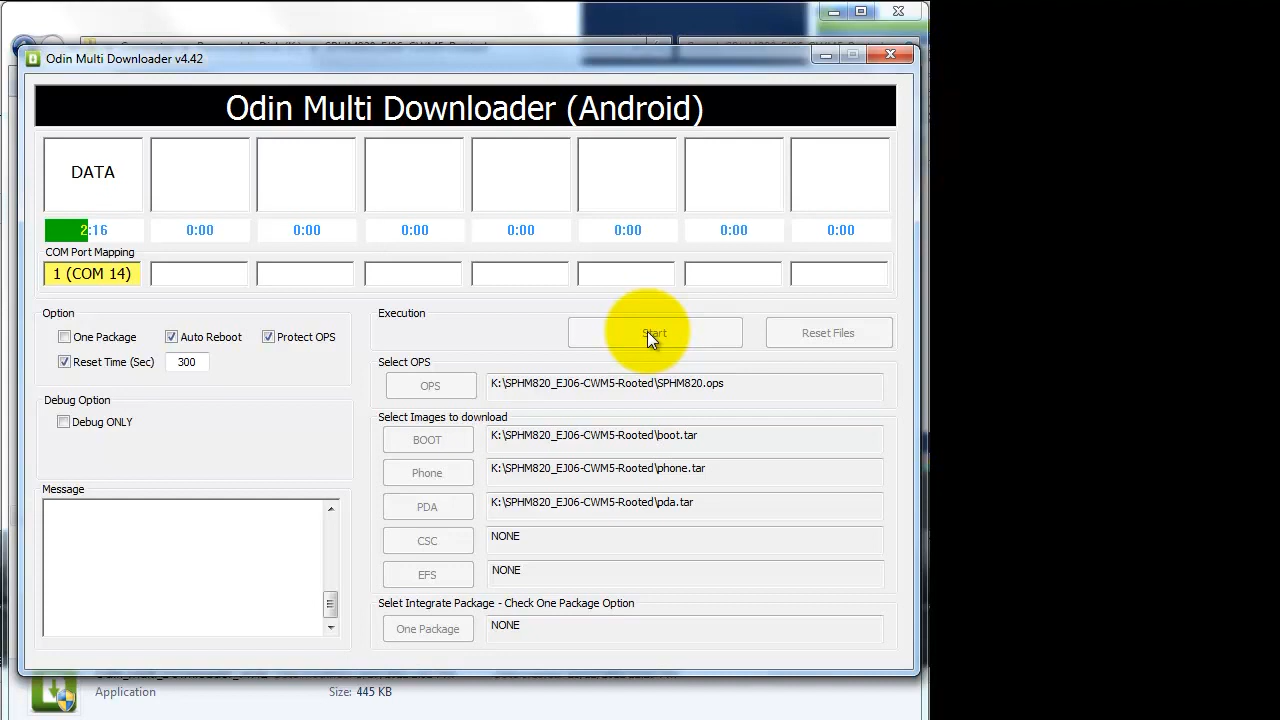 Odin Multi Downloader v4.42
Odin Multi Downloader (Android)
DATA
2:16 0:00 0:00 0:00 0:00 0:00 0:00 0:00
COM Port Mapping
1 (COM 14)
Option
One Package Auto Reboot Protect OPS
Reset Time (Sec) 300
Debug Option
Debug ONLY
Message
Execution
Start Reset Files
Select OPS
OPS K:\SPHM820_EJ06-CWM5-Rooted\SPHM820.ops
Select Images to download
BOOT K:\SPHM820_EJ06-CWM5-Rooted\boot.tar
Phone K:\SPHM820_EJ06-CWM5-Rooted\phone.tar
PDA K:\SPHM820_EJ06-CWM5-Rooted\pda.tar
CSC NONE
EFS NONE
Selet Integrate Package - Check One Package Option
One Package NONE
Application Size: 445 KB